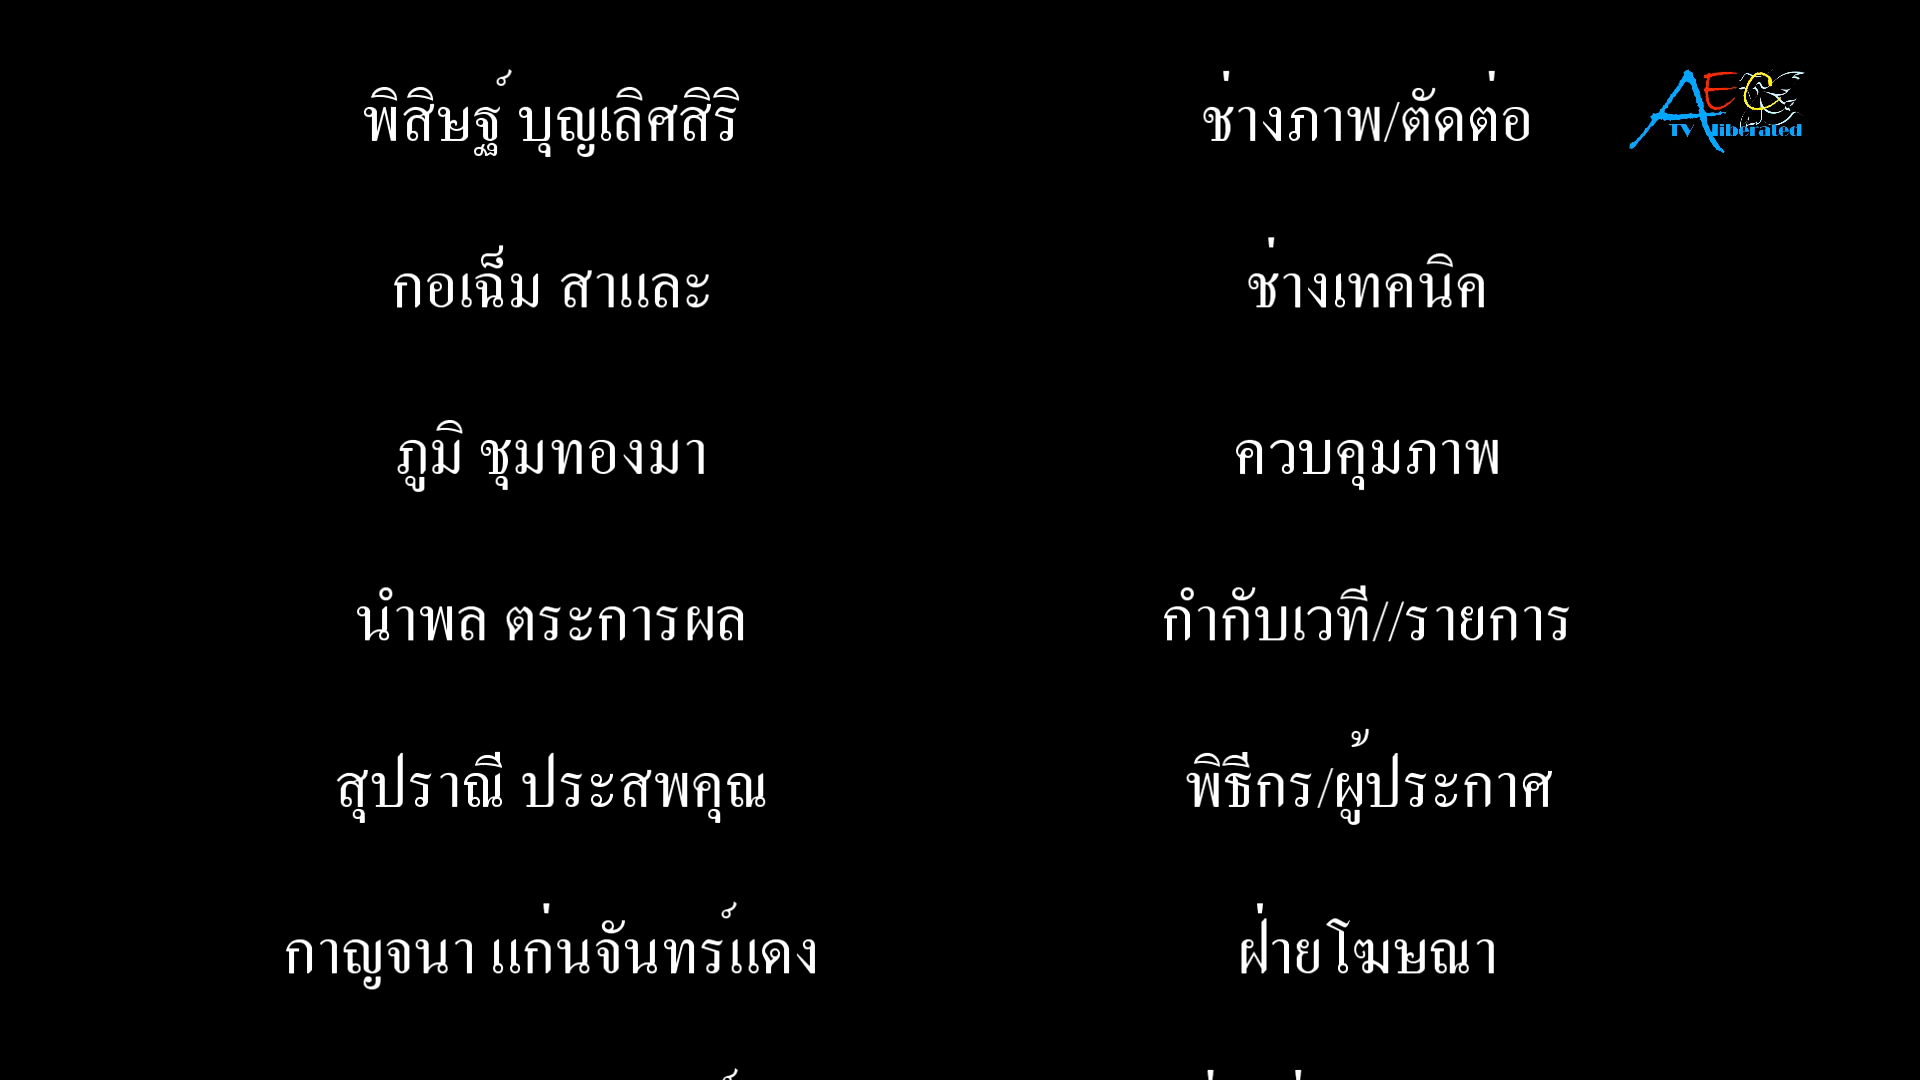 พิสิษฐ์ บุญเลิศสิริ ช่างภาพ/ตัดต่อ
AEC
TV liberated
กอเฉ็ม สาและ ช่างเทคนิค
ภูมิ ชุมทองมา ควบคุมภาพ
นำพล ตระการผล กำกับเวที//รายการ
สุปราณี ประสพคุณ พิธีกร/ผู้ประกาศ
กาญจนา แก่นจันทร์แดง ฝ่ายโฆษณา